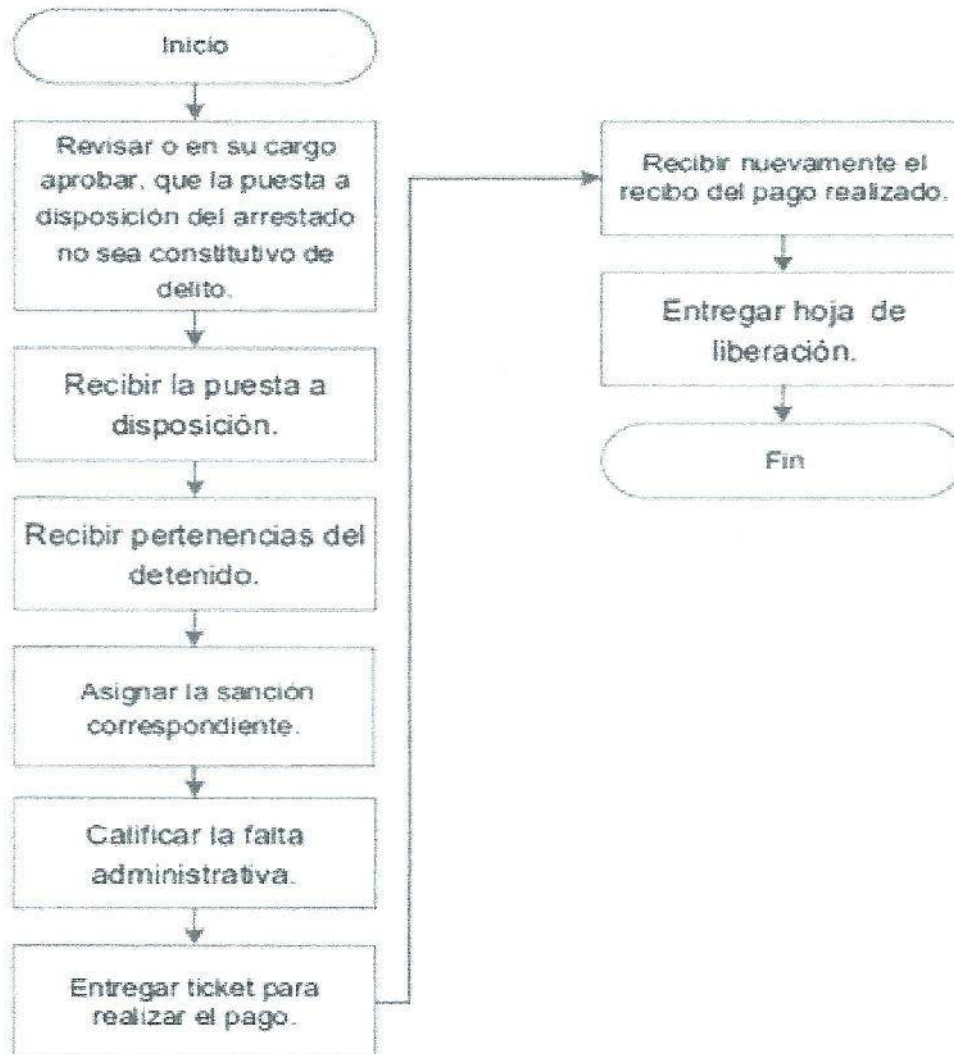 Inicio
Revisar o en su cargo
aprobar, que la puesta a
disposición del arrestado
no sea constitutivo de
delito.
Recibir la puesta a
disposición.
Recibir pertenencias del
detenido.
Asignar la sanción
correspondiente.
Calificar la falta
administrativa.
Entregar ticket para
realizar el pago.
Recibir nuevamente el
recibo del pago realizado.
Entregar hoja de
liberación.
Fin